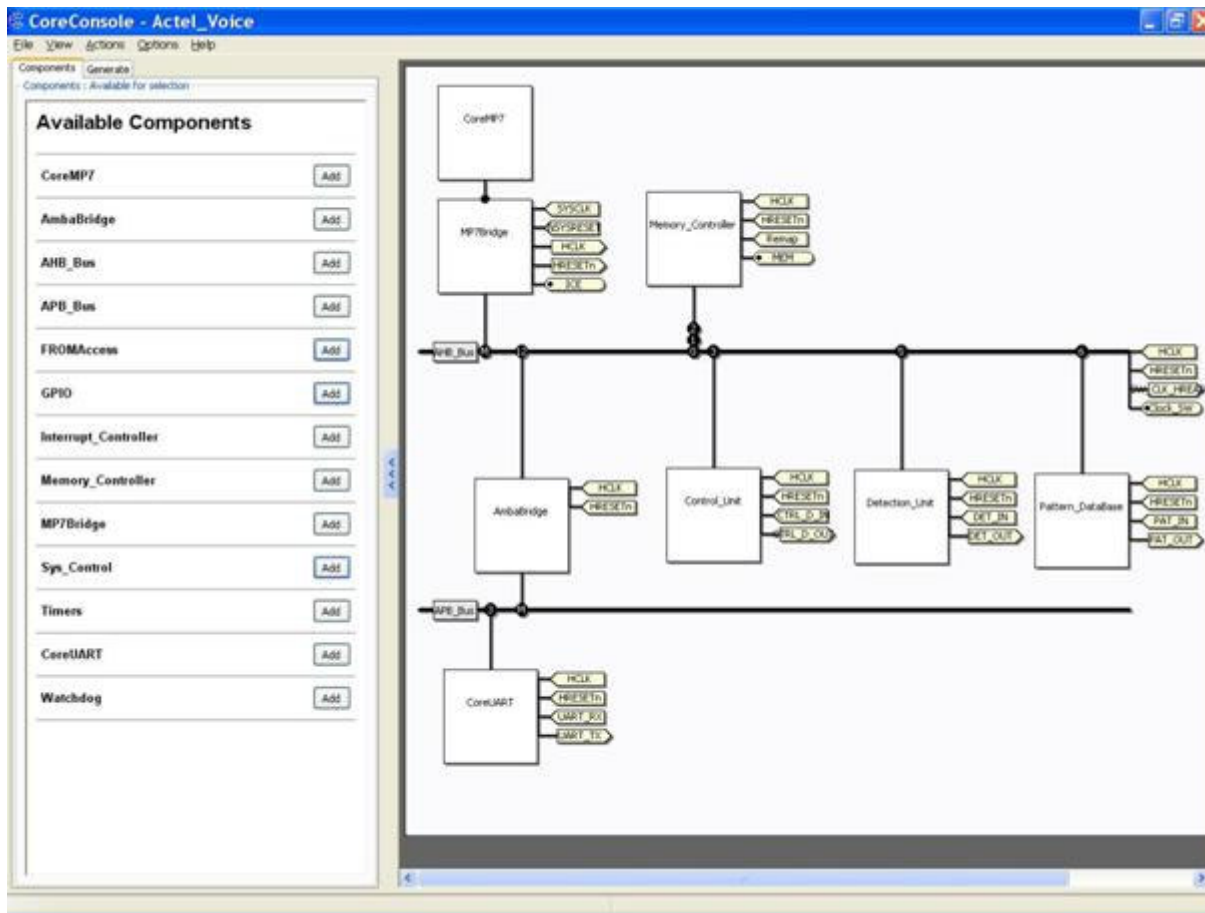 CoreConsole - Actel_Voice
File View Actions Options Help
Components Generate
Components : Available for selection
Available Components
CoreMP7 Add
AmbaBridge Add
AHB_Bus Add
APB_Bus Add
FROMAccess Add
GPIO Add
Interrupt_Controller Add
Memory_Controller Add
MP7Bridge Add
Sys_Control Add
Timers Add
CoreUART Add
Watchdog Add
CoreMP7
MP7Bridge
SYSCLK
NSYSRESET
HCLK
HRESETn
ICE
Memory_Controller
HCLK
HRESETn
Remap
MEM
AHB_Bus
HCLK
HRESETn
Clock_SW
AmbaBridge
HCLK
HRESETn
Control_Unit
HCLK
HRESETn
CTRL_D_IN
CTRL_D_OU
Detection_Unit
HCLK
HRESETn
DET_IN
DET_OUT
Pattern_DataBase
HCLK
HRESETn
PAT_IN
PAT_OUT
APB_Bus
CoreUART
HCLK
HRESETn
UART_RX
UART_TX